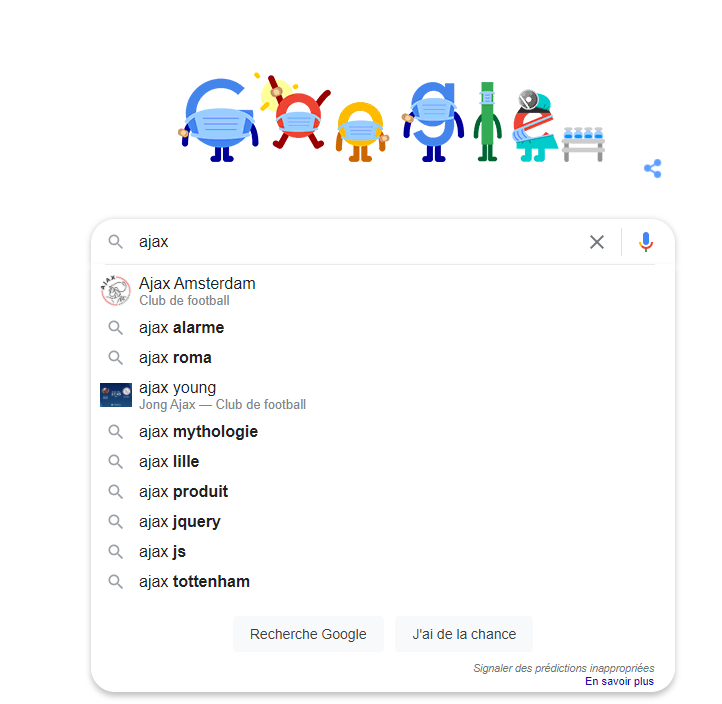 Google
ajax
Ajax Amsterdam
Club de football
ajax alarme
ajax roma
ajax young
Jong Ajax — Club de football
ajax mythologie
ajax lille
ajax produit
ajax jquery
ajax js
ajax tottenham
Recherche Google
J'ai de la chance
Signaler des prédictions inappropriées
En savoir plus